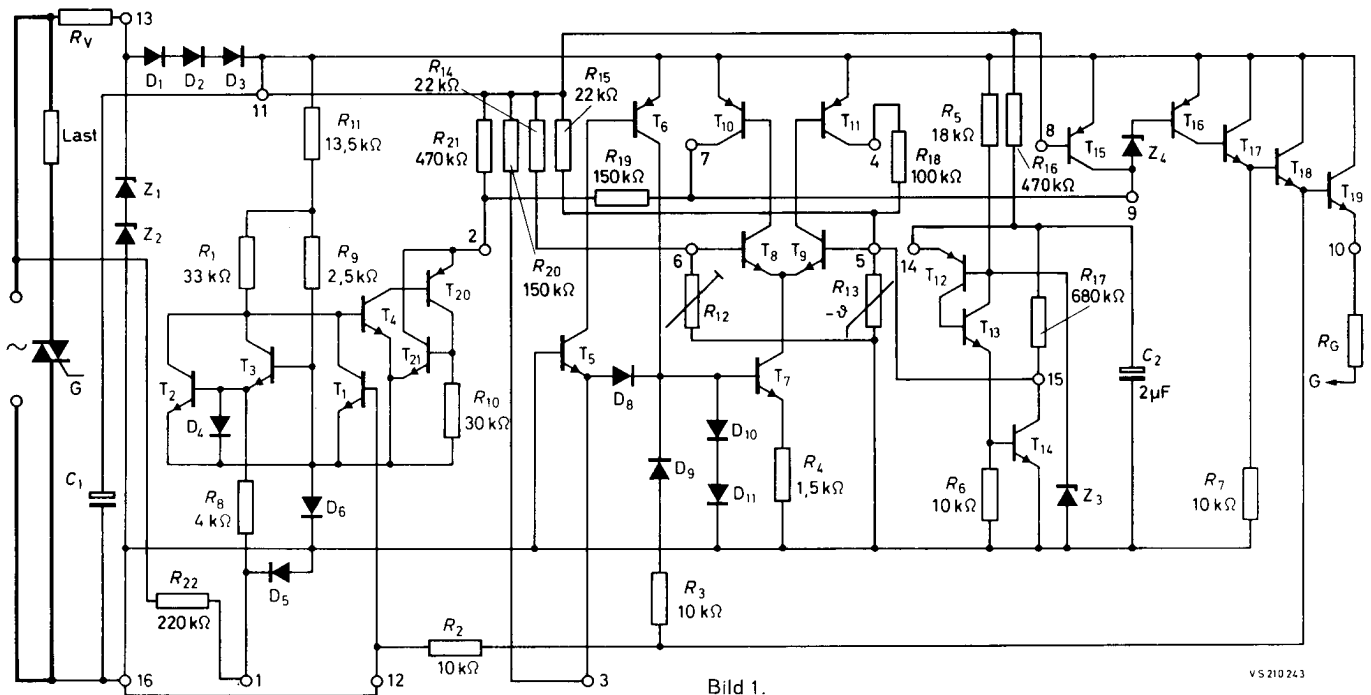 R_V
13
D1
D2
D3
11
Last
R11
13,5 kΩ
R14
22 kΩ
R15
22 kΩ
R21
470 kΩ
R19
150 kΩ
R20
150 kΩ
T6
T10
T11
7
4
R18
100 kΩ
R5
18 kΩ
R16
470 kΩ
8
T15
Z4
9
T16
T17
T18
T19
10
Z1
Z2
R1
33 kΩ
R9
2,5 kΩ
2
T20
T4
T21
T2
T3
T1
D4
R10
30 kΩ
6
T8
T9
5
R12
R13
-ϑ
14
T12
T13
R17
680 kΩ
C2
2 µF
R_G
G
~
G
T5
D8
T7
15
T14
C1
R8
4 kΩ
D6
D9
D10
D11
R4
1,5 kΩ
R6
10 kΩ
Z3
R7
10 kΩ
D5
R22
220 kΩ
R3
10 kΩ
R2
10 kΩ
16
1
12
3
Bild 1.
VS 210243